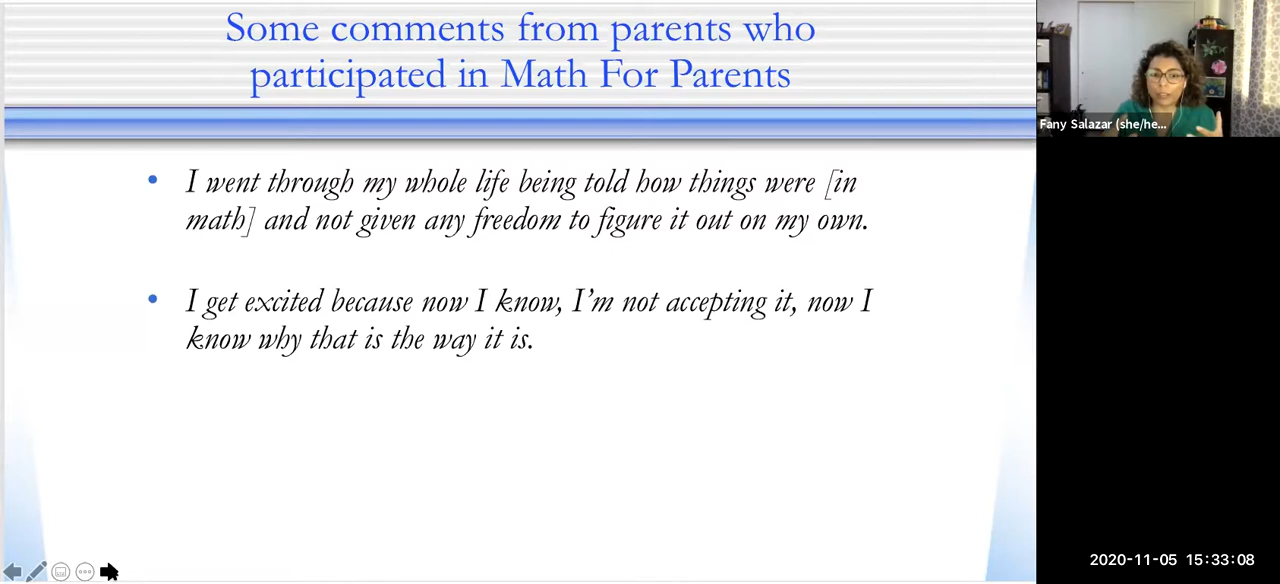 Some comments from parents who
participated in Math For Parents
• I went through my whole life being told how things were [in
math] and not given any freedom to figure it out on my own.
• I get excited because now I know, I'm not accepting it, now I
know why that is the way it is.
Fany Salazar (she/he...
2020-11-05 15:33:08